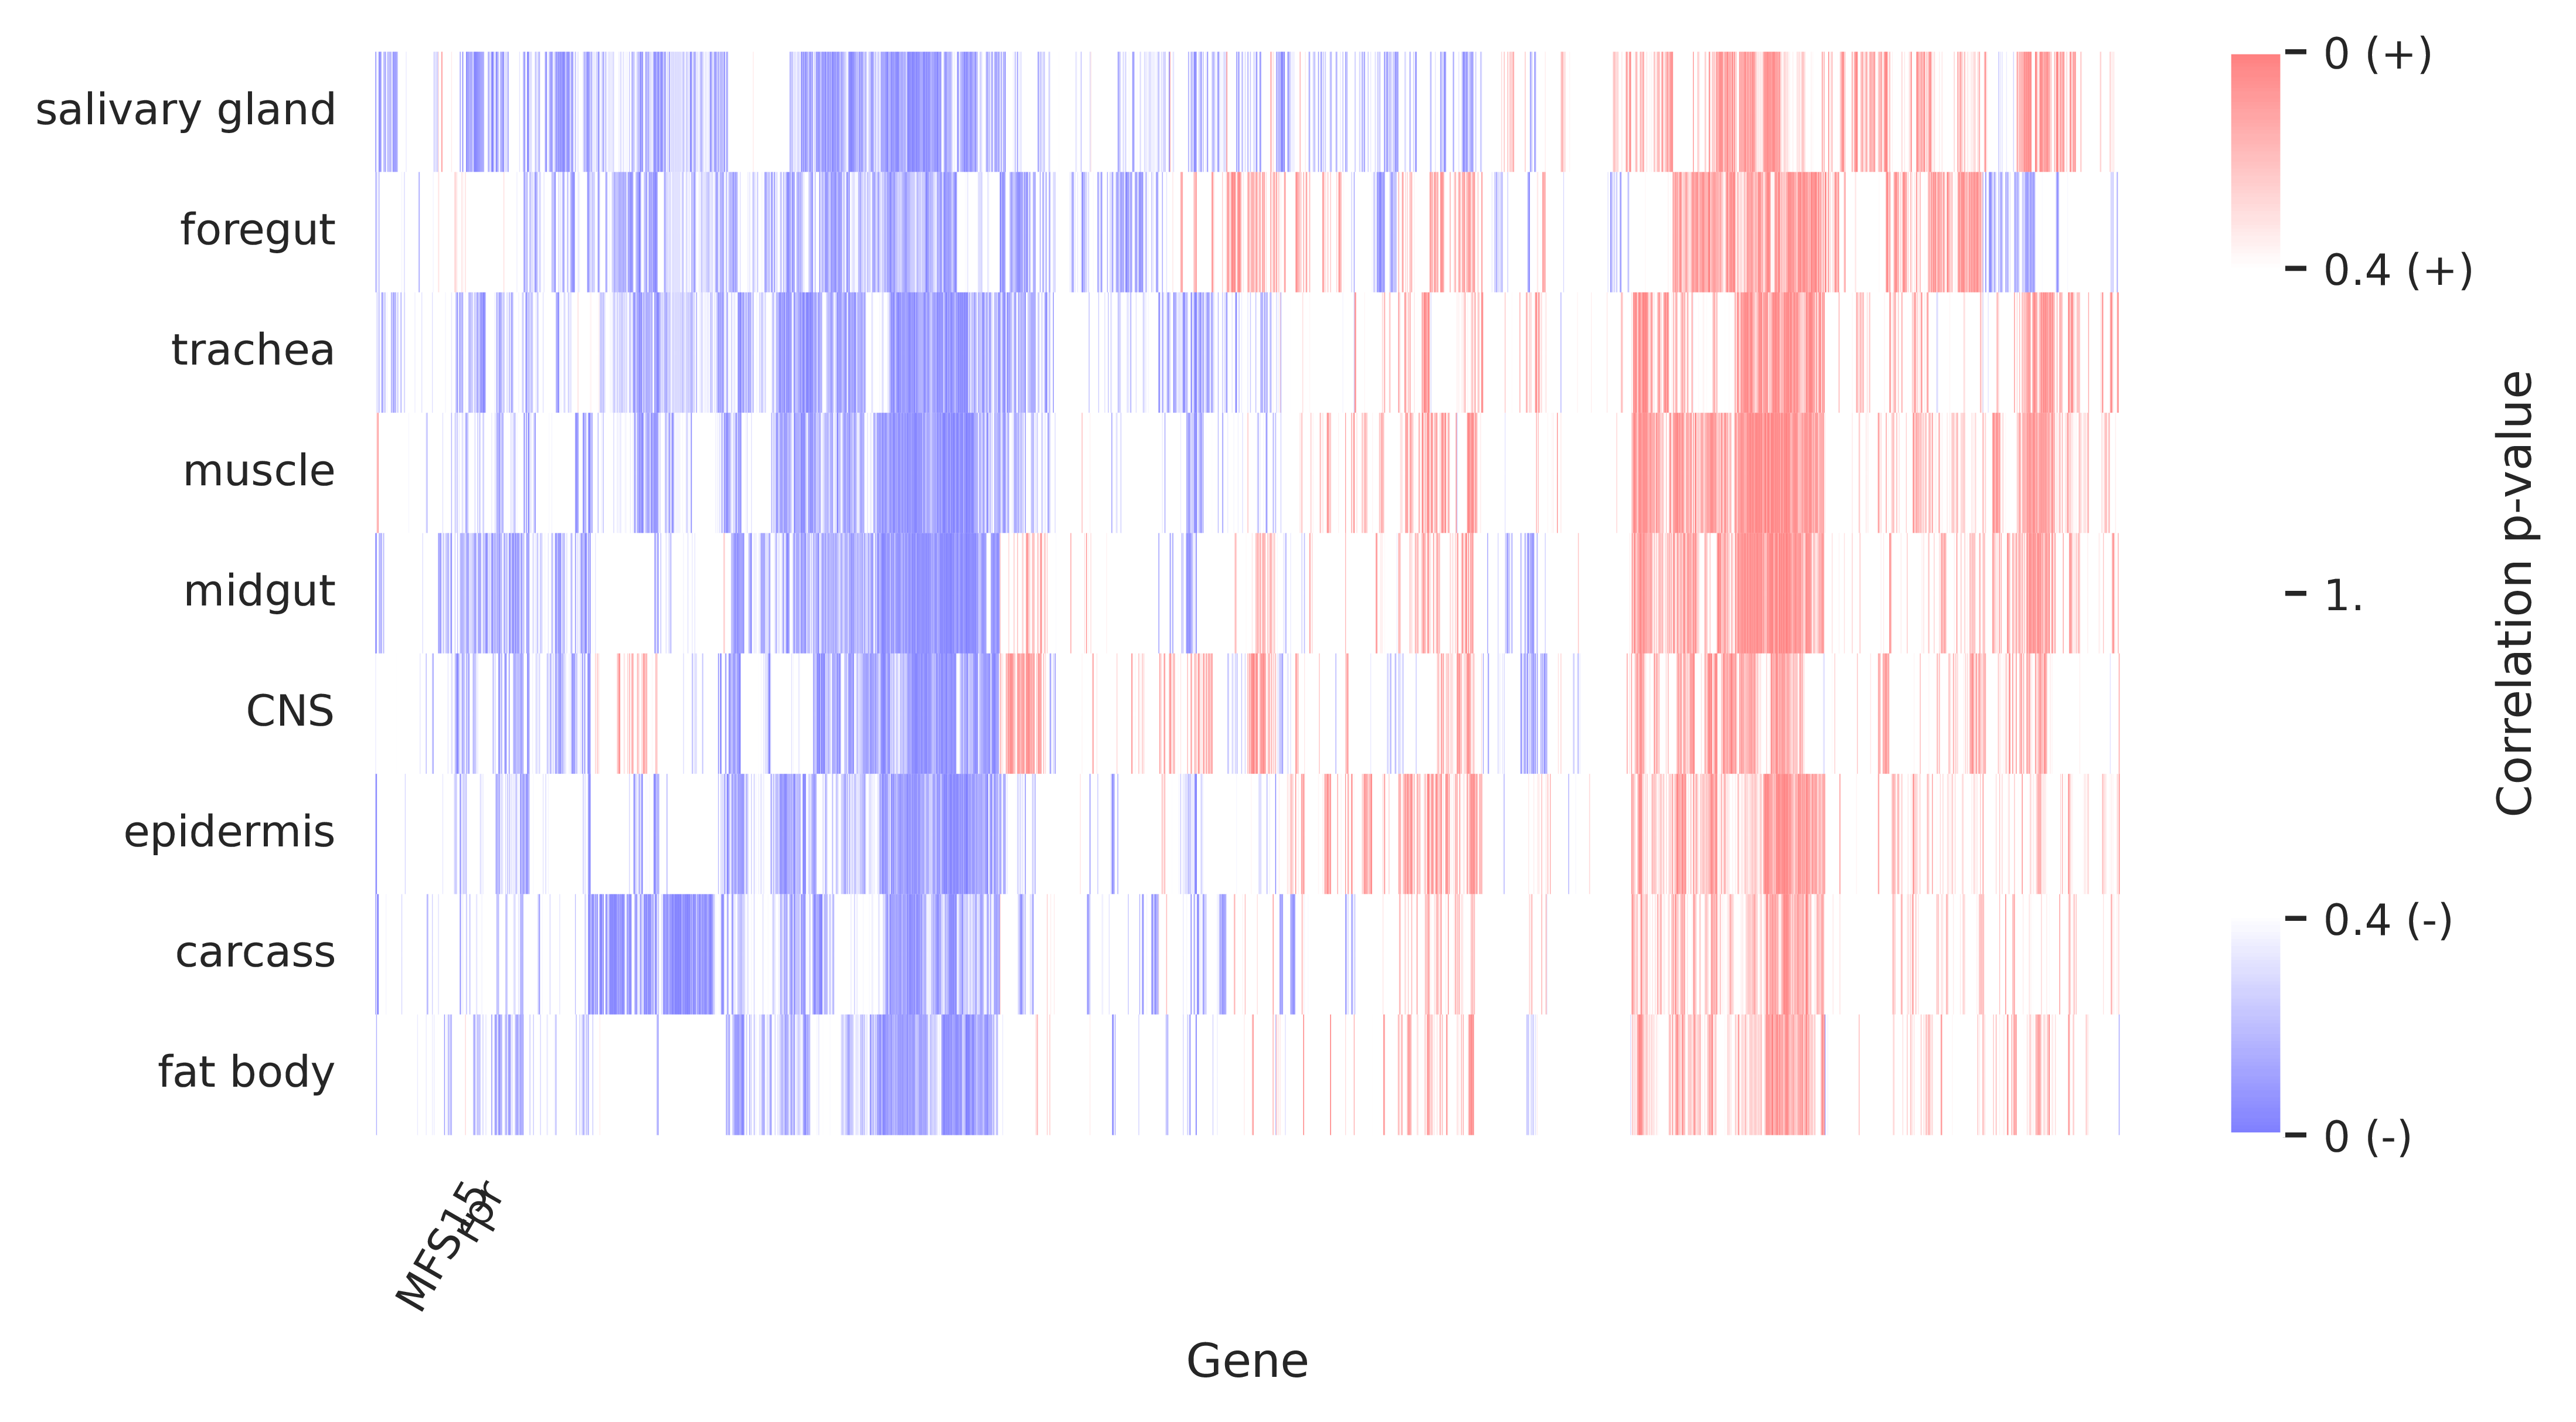 salivary gland
foregut
trachea
muscle
midgut
CNS
epidermis
carcass
fat body
MFS15
rpr
Gene
0 (+)
0.4 (+)
1.
0.4 (-)
0 (-)
Correlation p-value